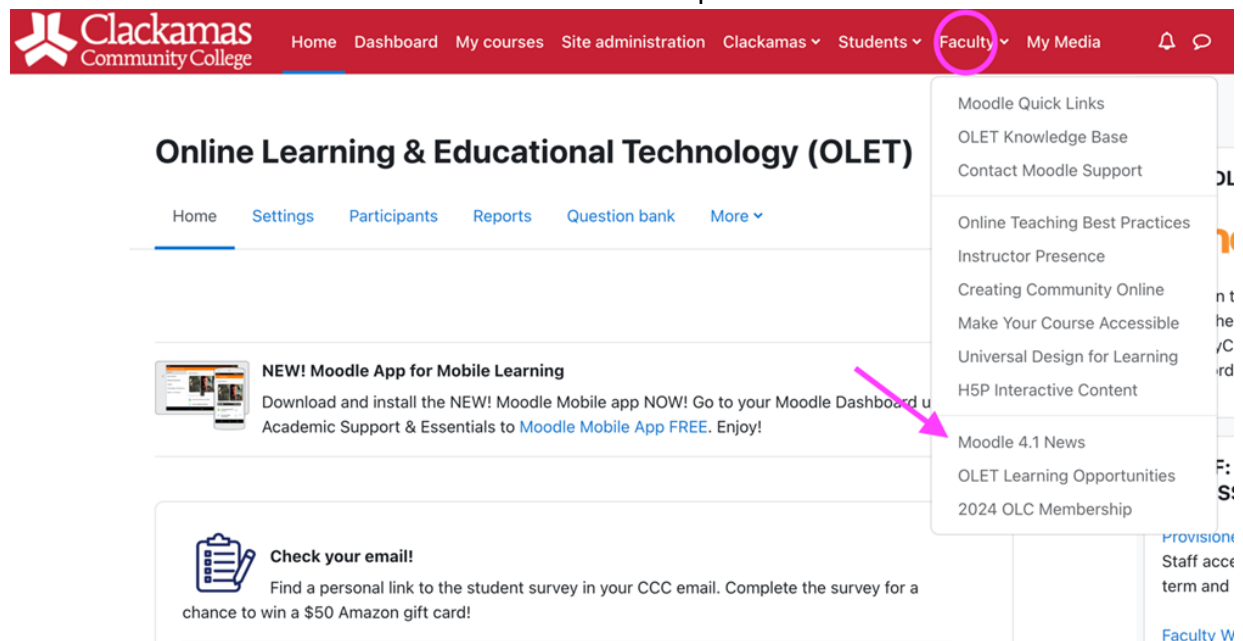 Clackamas
Community College
Home Dashboard My courses Site administration Clackamas Students Faculty My Media
Online Learning & Educational Technology (OLET)
Home Settings Participants Reports Question bank More
NEW! Moodle App for Mobile Learning
Download and install the NEW! Moodle Mobile app NOW! Go to your Moodle Dashboard
Academic Support & Essentials to Moodle Mobile App FREE. Enjoy!
Check your email!
Find a personal link to the student survey in your CCC email. Complete the survey for a
chance to win a $50 Amazon gift card!
Moodle Quick Links
OLET Knowledge Base
Contact Moodle Support
Online Teaching Best Practices
Instructor Presence
Creating Community Online
Make Your Course Accessible
Universal Design for Learning
H5P Interactive Content
Moodle 4.1 News
OLET Learning Opportunities
2024 OLC Membership
Staff
term and
Faculty